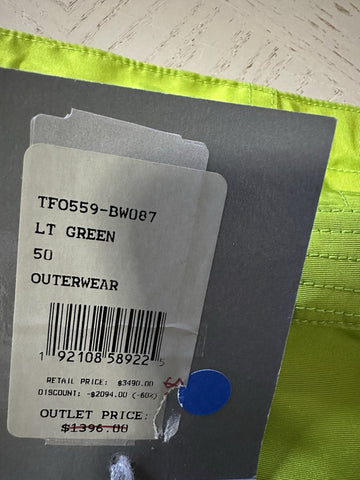 TFO559-BW087
LT GREEN
50
OUTERWEAR
1 92108 58922 5
RETAIL PRICE: $3490.00
DISCOUNT: -$2094.00 (-60%)
OUTLET PRICE:
$1396.00